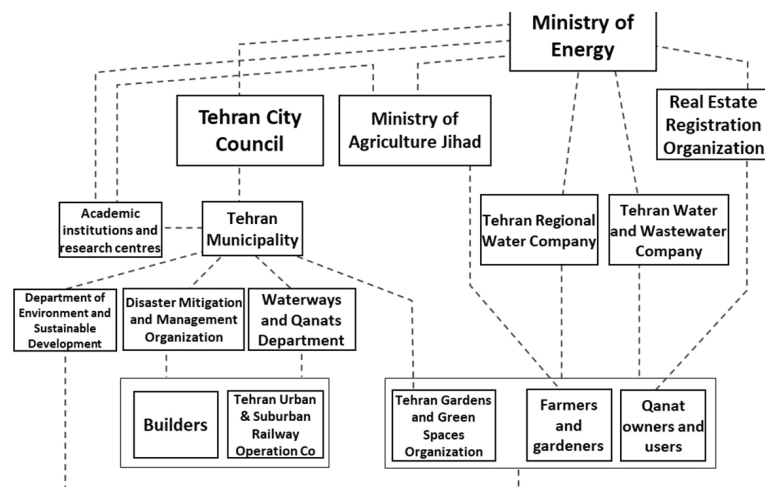 Ministry of
Energy
Tehran City
Council
Ministry of
Agriculture Jihad
Real Estate
Registration
Organization
Academic
institutions and
research centres
Tehran
Municipality
Tehran Regional
Water Company
Tehran Water
and Wastewater
Company
Department of
Environment and
Sustainable
Development
Disaster Mitigation
and Management
Organization
Waterways
and Qanats
Department
Builders
Tehran Urban
& Suburban
Railway
Operation Co
Tehran Gardens
and Green
Spaces
Organization
Farmers
and
gardeners
Qanat
owners and
users